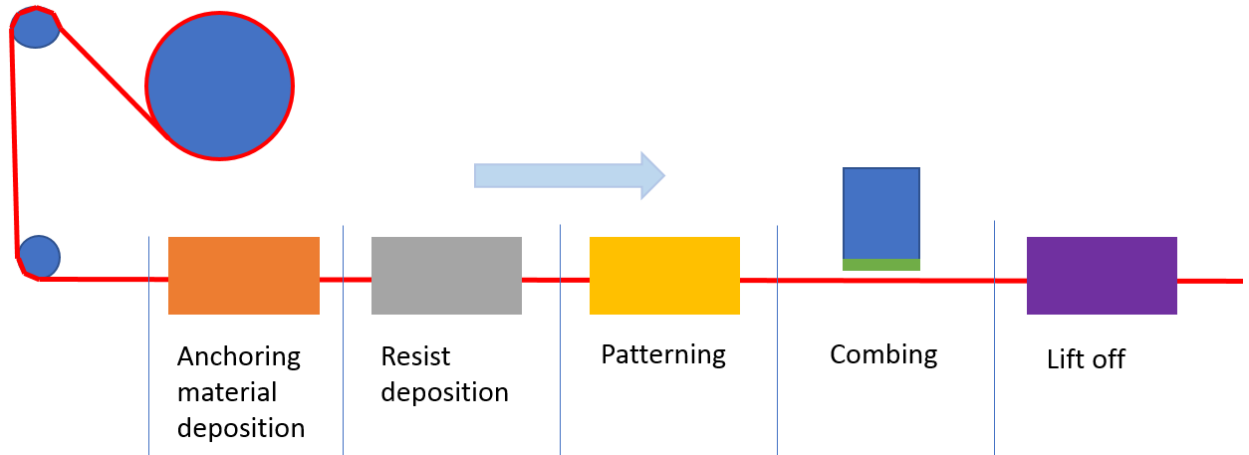 Anchoring
material
deposition
Resist
deposition
Patterning
Combing
Lift off